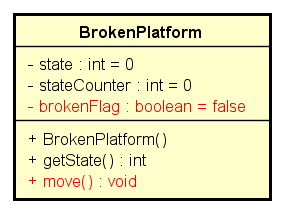 BrokenPlatform
- state : int = 0
- stateCounter : int = 0
- brokenFlag : boolean = false
+ BrokenPlatform()
+ getState() : int
+ move() : void